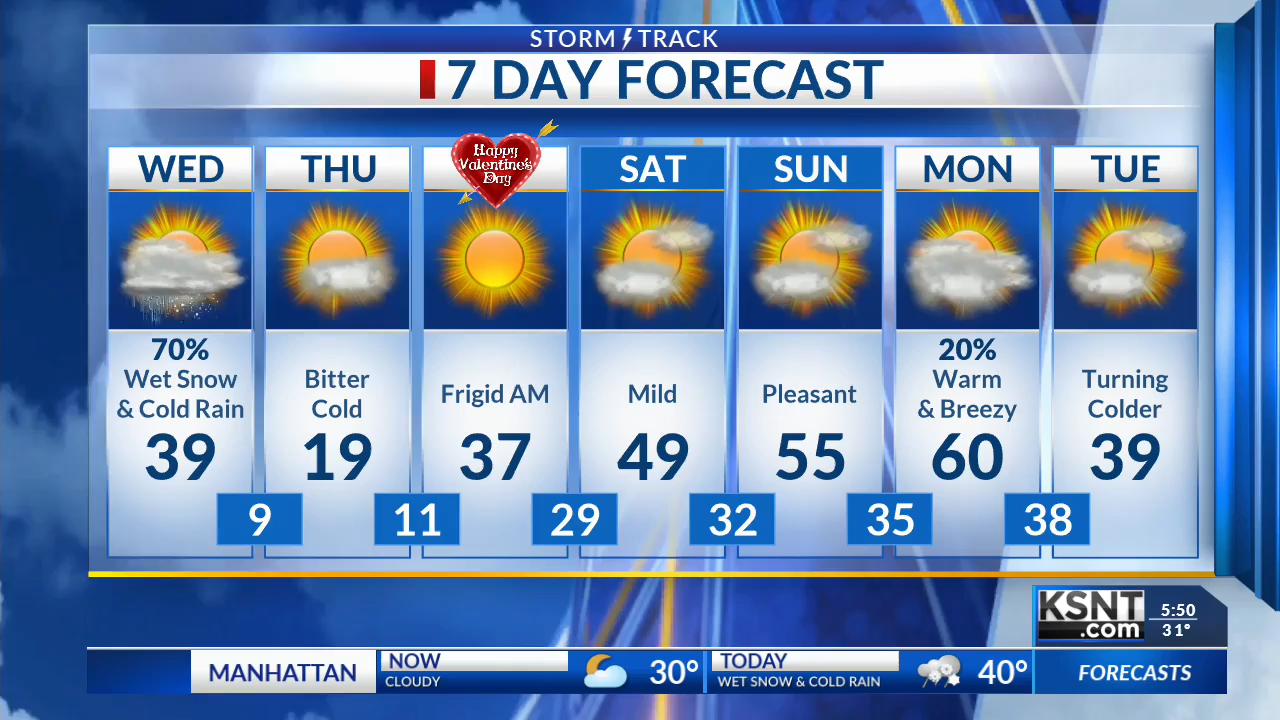 STORM TRACK
7 DAY FORECAST
WED
THU
Happy
Valentine's
Day
SAT
SUN
MON
TUE
70%
Wet Snow
& Cold Rain
39
Bitter
Cold
19
Frigid AM
37
Mild
49
Pleasant
55
20%
Warm
& Breezy
60
Turning
Colder
39
9
11
29
32
35
38
KSNT
.com
5:50
31°
MANHATTAN
NOW
CLOUDY
30°
TODAY
WET SNOW & COLD RAIN
40°
FORECASTS